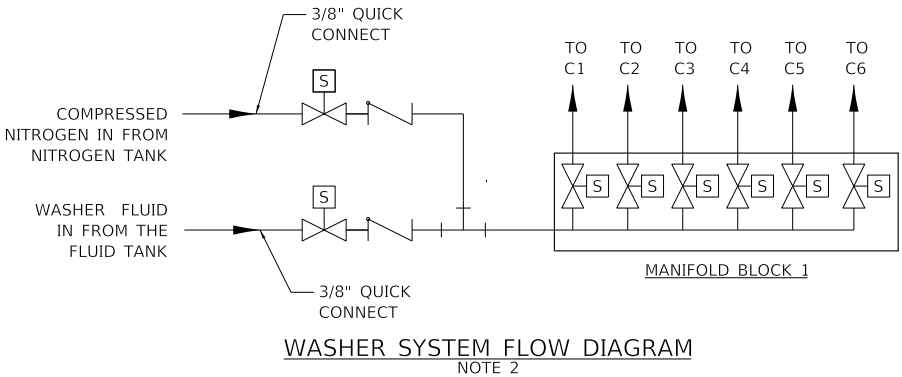 3/8" QUICK
CONNECT
S
COMPRESSED
NITROGEN IN FROM
NITROGEN TANK
S
WASHER FLUID
IN FROM THE
FLUID TANK
3/8" QUICK
CONNECT
TO
C1
TO
C2
TO
C3
TO
C4
TO
C5
TO
C6
S
S
S
S
S
S
MANIFOLD BLOCK 1
WASHER SYSTEM FLOW DIAGRAM
NOTE 2